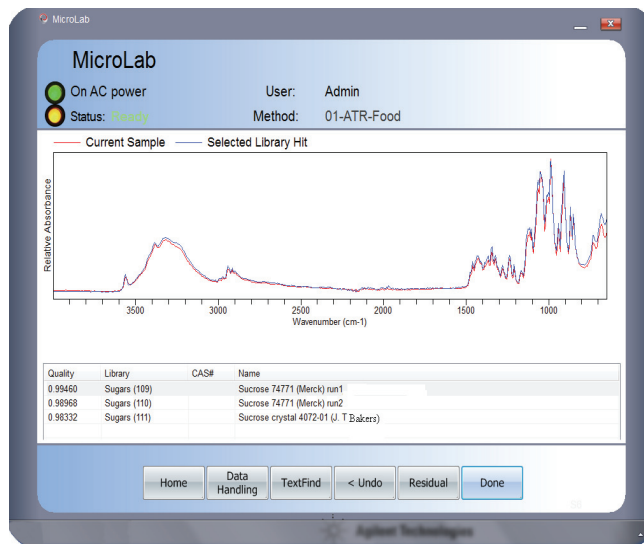 MicroLab
MicroLab
On AC power User: Admin
Status: Ready Method: 01-ATR-Food
Current Sample Selected Library Hit
Relative Absorbance
3500 3000 2500 2000 1500 1000
Wavenumber (cm-1)
Quality Library CAS# Name
0.99460 Sugars (109) Sucrose 74771 (Merck) run1
0.98968 Sugars (110) Sucrose 74771 (Merck) run2
0.98332 Sugars (111) Sucrose crystal 4072-01 (J. T Bakers)
Home Data Handling TextFind < Undo Residual Done
Agilent Technologies